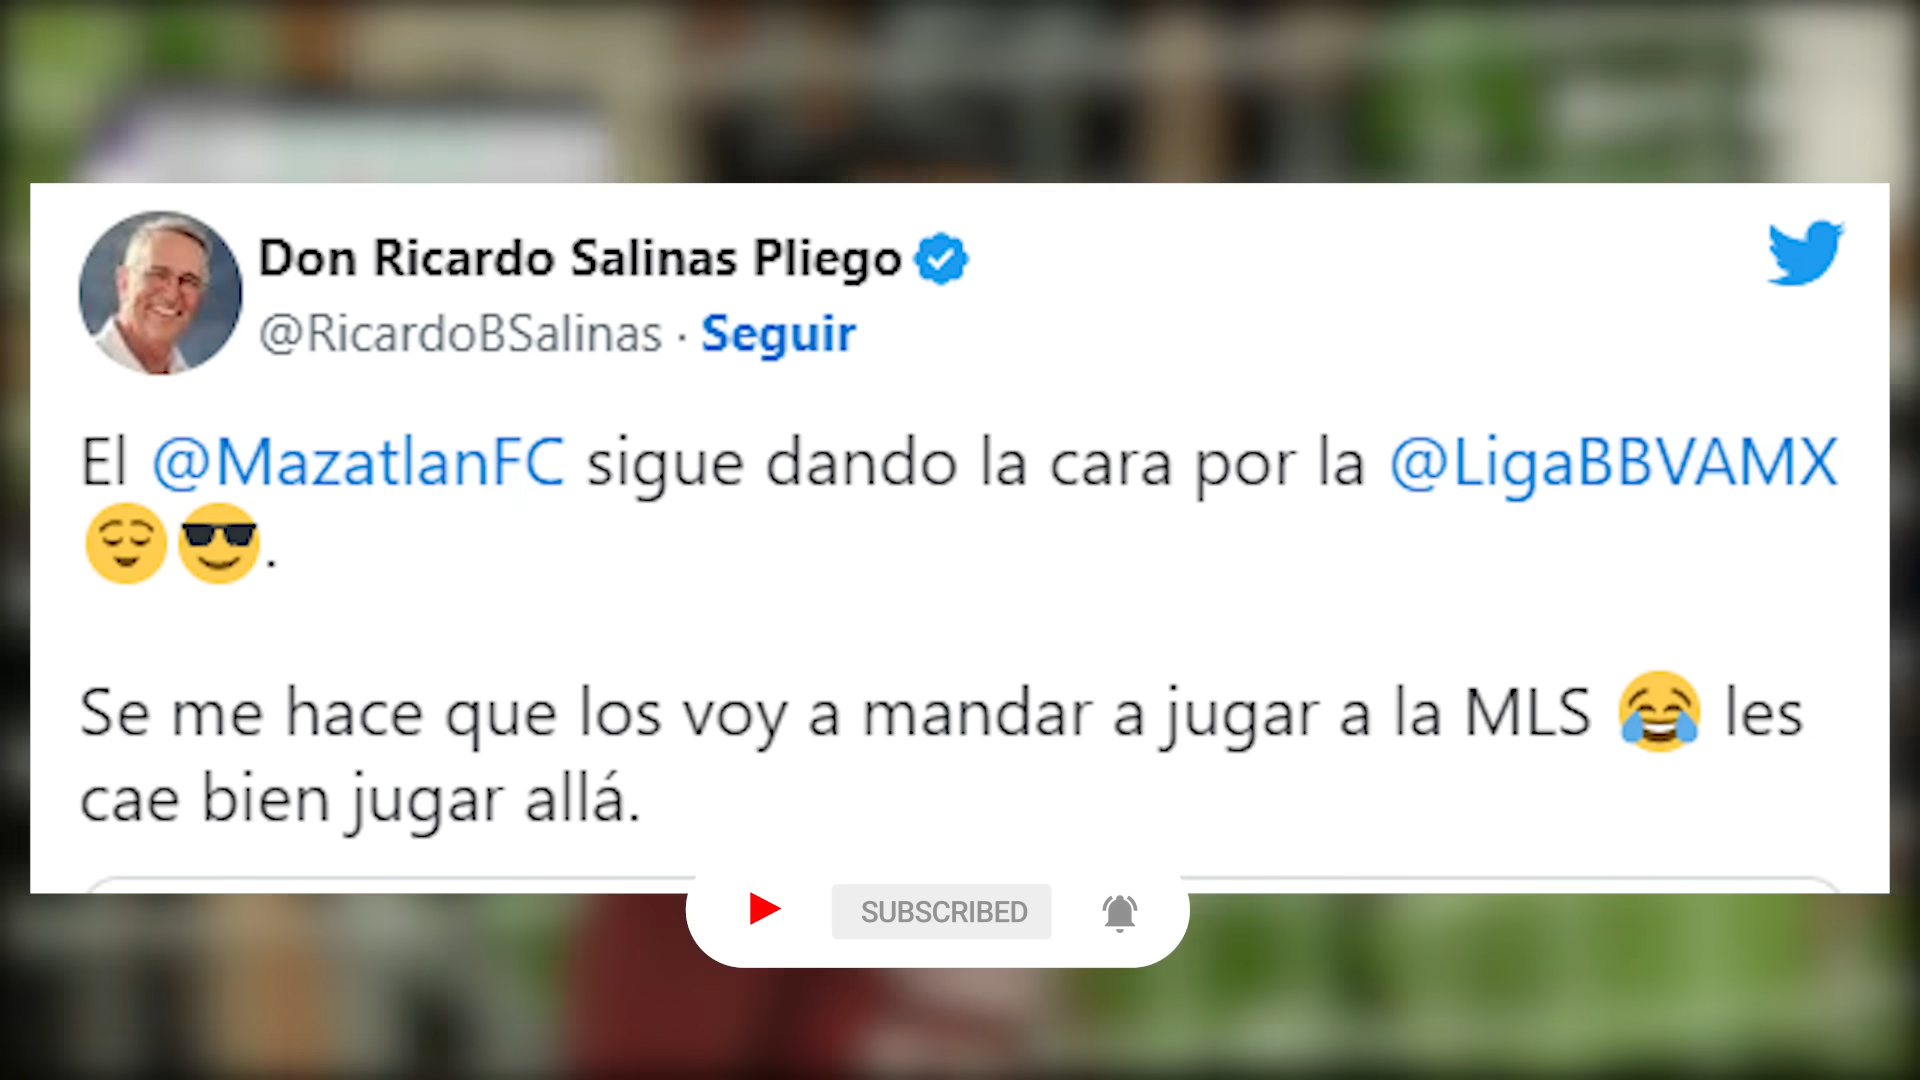 Don Ricardo Salinas Pliego
@RicardoBSalinas · Seguir
El @MazatlanFC sigue dando la cara por la @LigaBBVAMX
😌😎.
Se me hace que los voy a mandar a jugar a la MLS 😂 les
cae bien jugar allá.
SUBSCRIBED